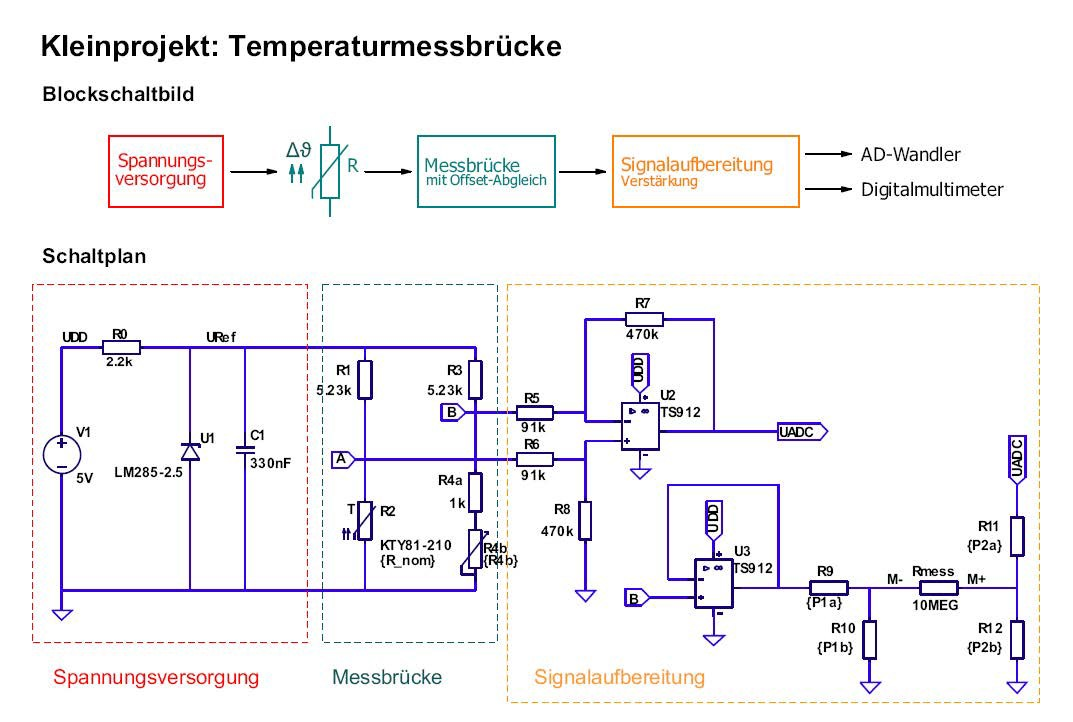 Kleinprojekt: Temperaturmessbrücke
Blockschaltbild
Spannungs-
versorgung
Δϑ
R
Messbrücke
mit Offset-Abgleich
Signalaufbereitung
Verstärkung
AD-Wandler
Digitalmultimeter
Schaltplan
UDD
R0
2.2k
URef
V1
5V
U1
LM285-2.5
C1
330nF
R1
5.23k
R3
5.23k
B
A
T
R2
KTY81-210
{R_nom}
R4a
1k
R4b
{R4b}
R5
91k
R6
91k
R7
470k
UDD
U2
TS912
R8
470k
UADC
UDD
U3
TS912
B
R9
{P1a}
M-
Rmess
10MEG
M+
R10
{P1b}
UADC
R11
{P2a}
R12
{P2b}
Spannungsversorgung
Messbrücke
Signalaufbereitung